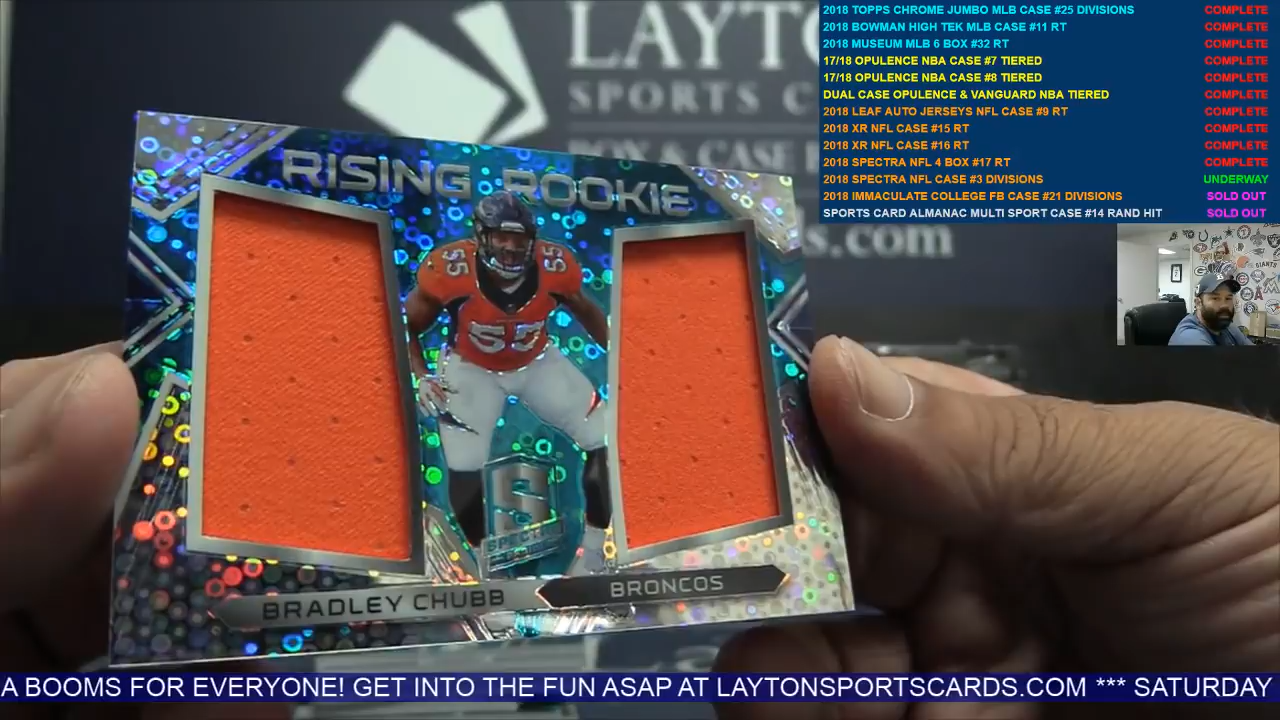 LAYTO
SPORTS C
BOX & CASE
s.com
2018 TOPPS CHROME JUMBO MLB CASE #25 DIVISIONS COMPLETE
2018 BOWMAN HIGH TEK MLB CASE #11 RT COMPLETE
2018 MUSEUM MLB 6 BOX #32 RT COMPLETE
17/18 OPULENCE NBA CASE #7 TIERED COMPLETE
17/18 OPULENCE NBA CASE #8 TIERED COMPLETE
DUAL CASE OPULENCE & VANGUARD NBA TIERED COMPLETE
2018 LEAF AUTO JERSEYS NFL CASE #9 RT COMPLETE
2018 XR NFL CASE #15 RT COMPLETE
2018 XR NFL CASE #16 RT COMPLETE
2018 SPECTRA NFL 4 BOX #17 RT COMPLETE
2018 SPECTRA NFL CASE #3 DIVISIONS UNDERWAY
2018 IMMACULATE COLLEGE FB CASE #21 DIVISIONS SOLD OUT
SPORTS CARD ALMANAC MULTI SPORT CASE #14 RAND HIT SOLD OUT
RISING ROOKIE
55 55
55
S
SPECTRA
BRADLEY CHUBB
BRONCOS
A BOOMS FOR EVERYONE! GET INTO THE FUN ASAP AT LAYTONSPORTSCARDS.COM *** SATURDAY